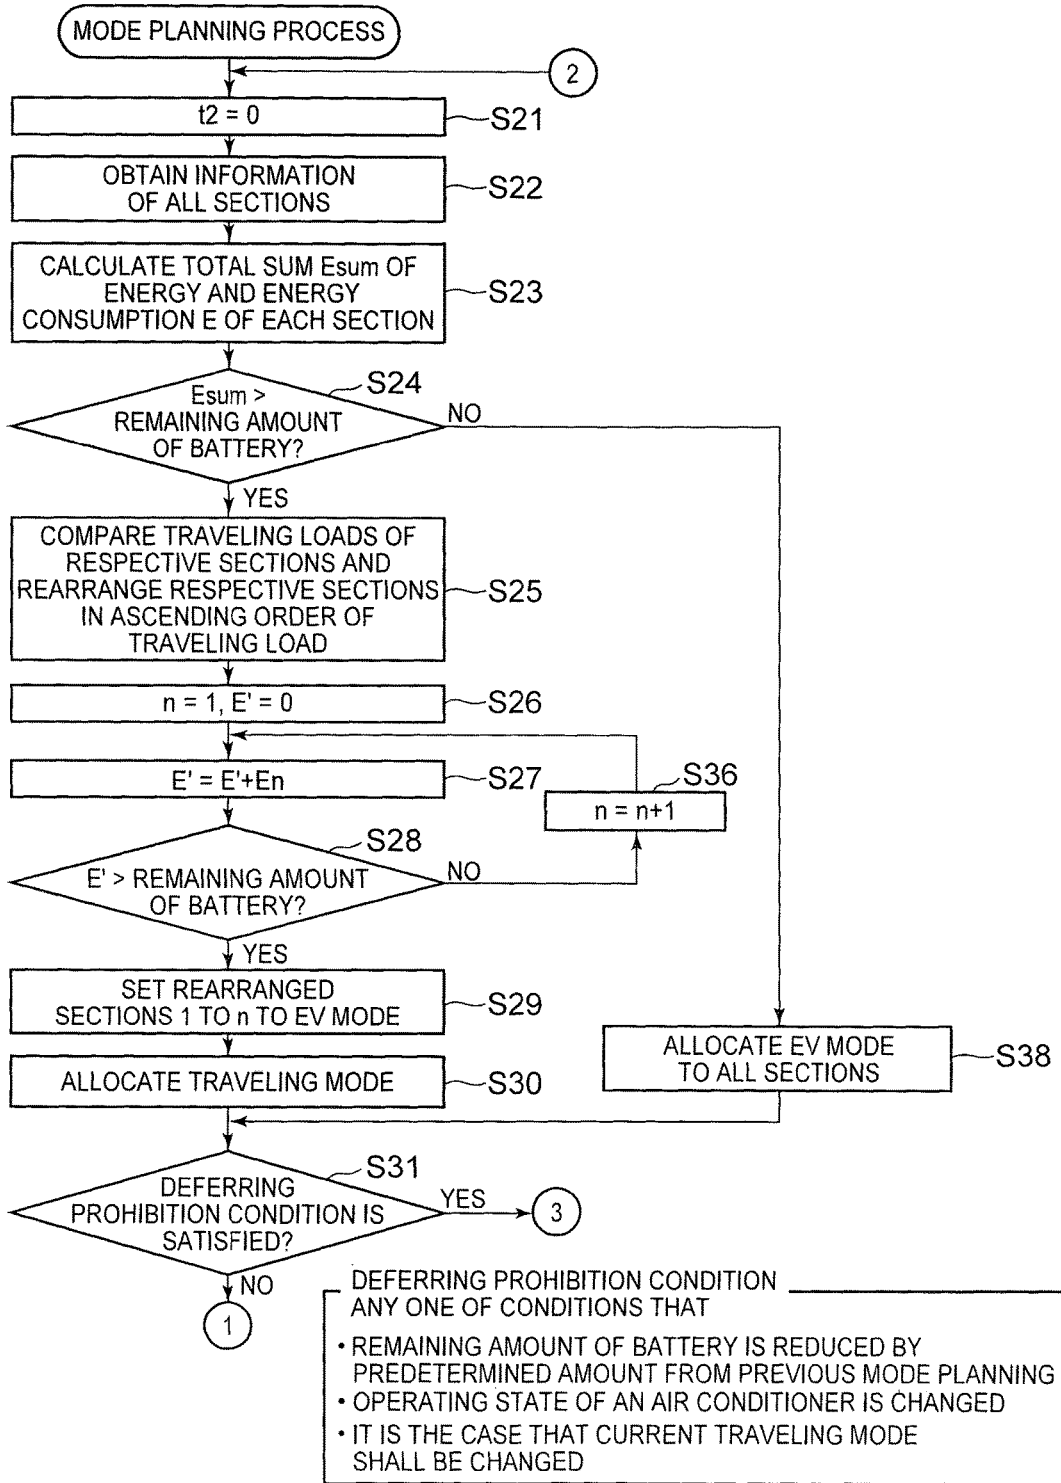 MODE PLANNING PROCESS
2
t2 = 0
S21
OBTAIN INFORMATION
OF ALL SECTIONS
S22
CALCULATE TOTAL SUM Esum OF
ENERGY AND ENERGY
CONSUMPTION E OF EACH SECTION
S23
S24
Esum >
REMAINING AMOUNT
OF BATTERY?
NO
YES
COMPARE TRAVELING LOADS OF
RESPECTIVE SECTIONS AND
REARRANGE RESPECTIVE SECTIONS
IN ASCENDING ORDER OF
TRAVELING LOAD
S25
n = 1, E' = 0
S26
E' = E'+En
S27
S36
n = n+1
S28
E' > REMAINING AMOUNT
OF BATTERY?
NO
YES
SET REARRANGED
SECTIONS 1 TO n TO EV MODE
S29
ALLOCATE EV MODE
TO ALL SECTIONS
S38
ALLOCATE TRAVELING MODE
S30
S31
DEFERRING
PROHIBITION CONDITION IS
SATISFIED?
YES
3
NO
1
DEFERRING PROHIBITION CONDITION
ANY ONE OF CONDITIONS THAT
• REMAINING AMOUNT OF BATTERY IS REDUCED BY
PREDETERMINED AMOUNT FROM PREVIOUS MODE PLANNING
• OPERATING STATE OF AN AIR CONDITIONER IS CHANGED
• IT IS THE CASE THAT CURRENT TRAVELING MODE
SHALL BE CHANGED